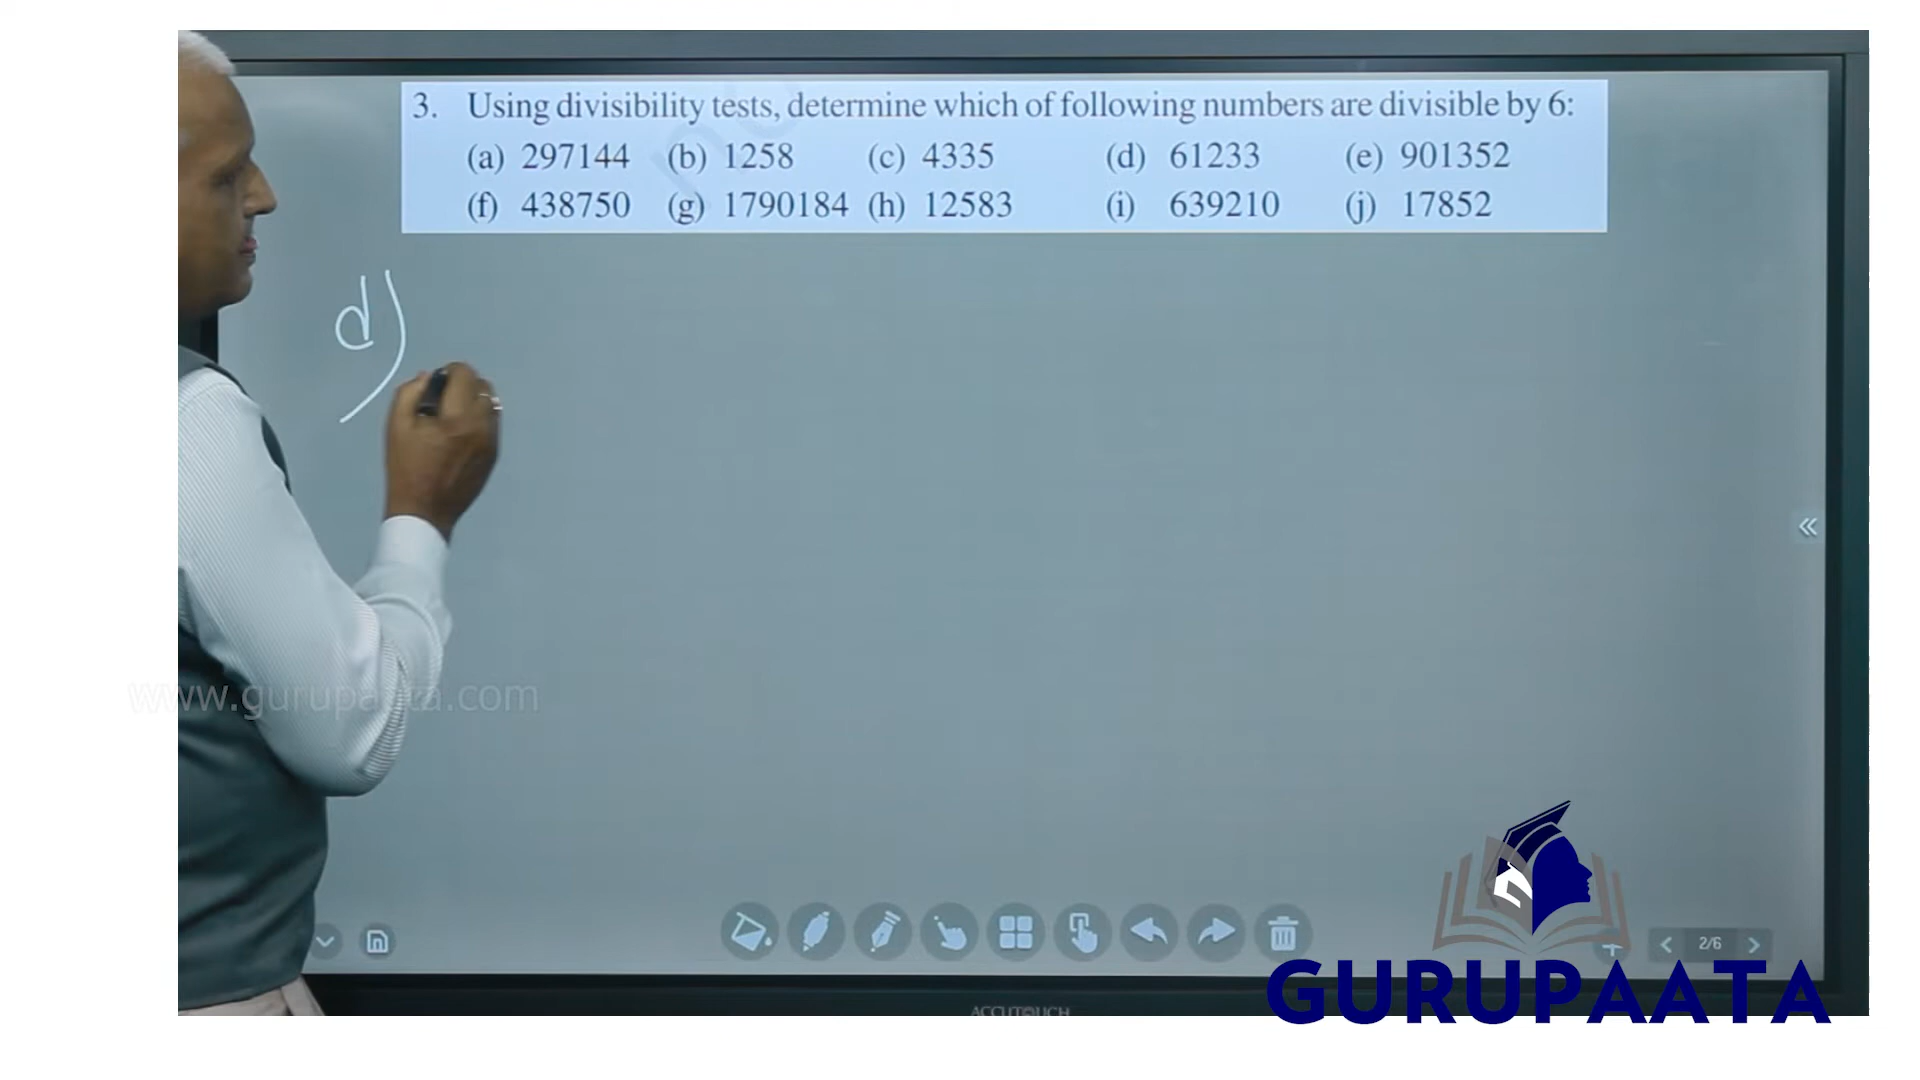 3. Using divisibility tests, determine which of following numbers are divisible by 6:
(a) 297144 (b) 1258 (c) 4335 (d) 61233 (e) 901352
(f) 438750 (g) 1790184 (h) 12583 (i) 639210 (j) 17852
d)
www.gurupaata.com
2/6
GURUPAATA
ACCUTOUCH